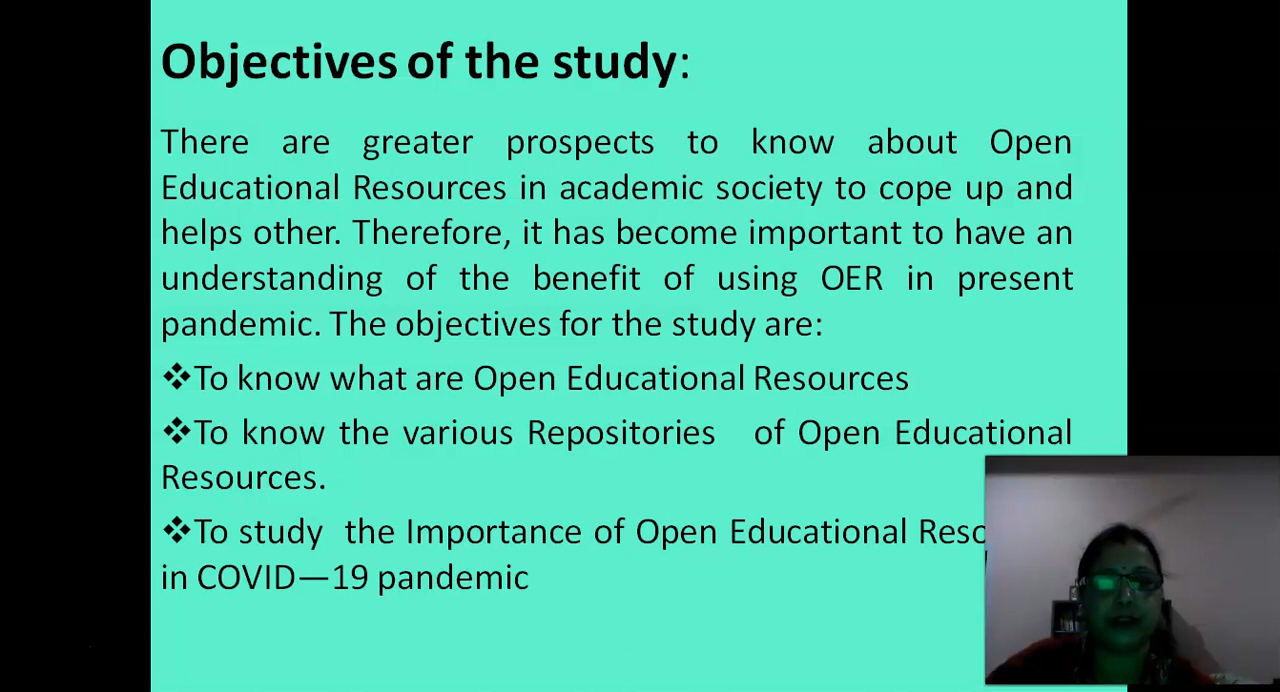 Objectives of the study:
There are greater prospects to know about Open
Educational Resources in academic society to cope up and
helps other. Therefore, it has become important to have an
understanding of the benefit of using OER in present
pandemic. The objectives for the study are:
❖To know what are Open Educational Resources
❖To know the various Repositories of Open Educational
Resources.
❖To study the Importance of Open Educational Reso
in COVID—19 pandemic